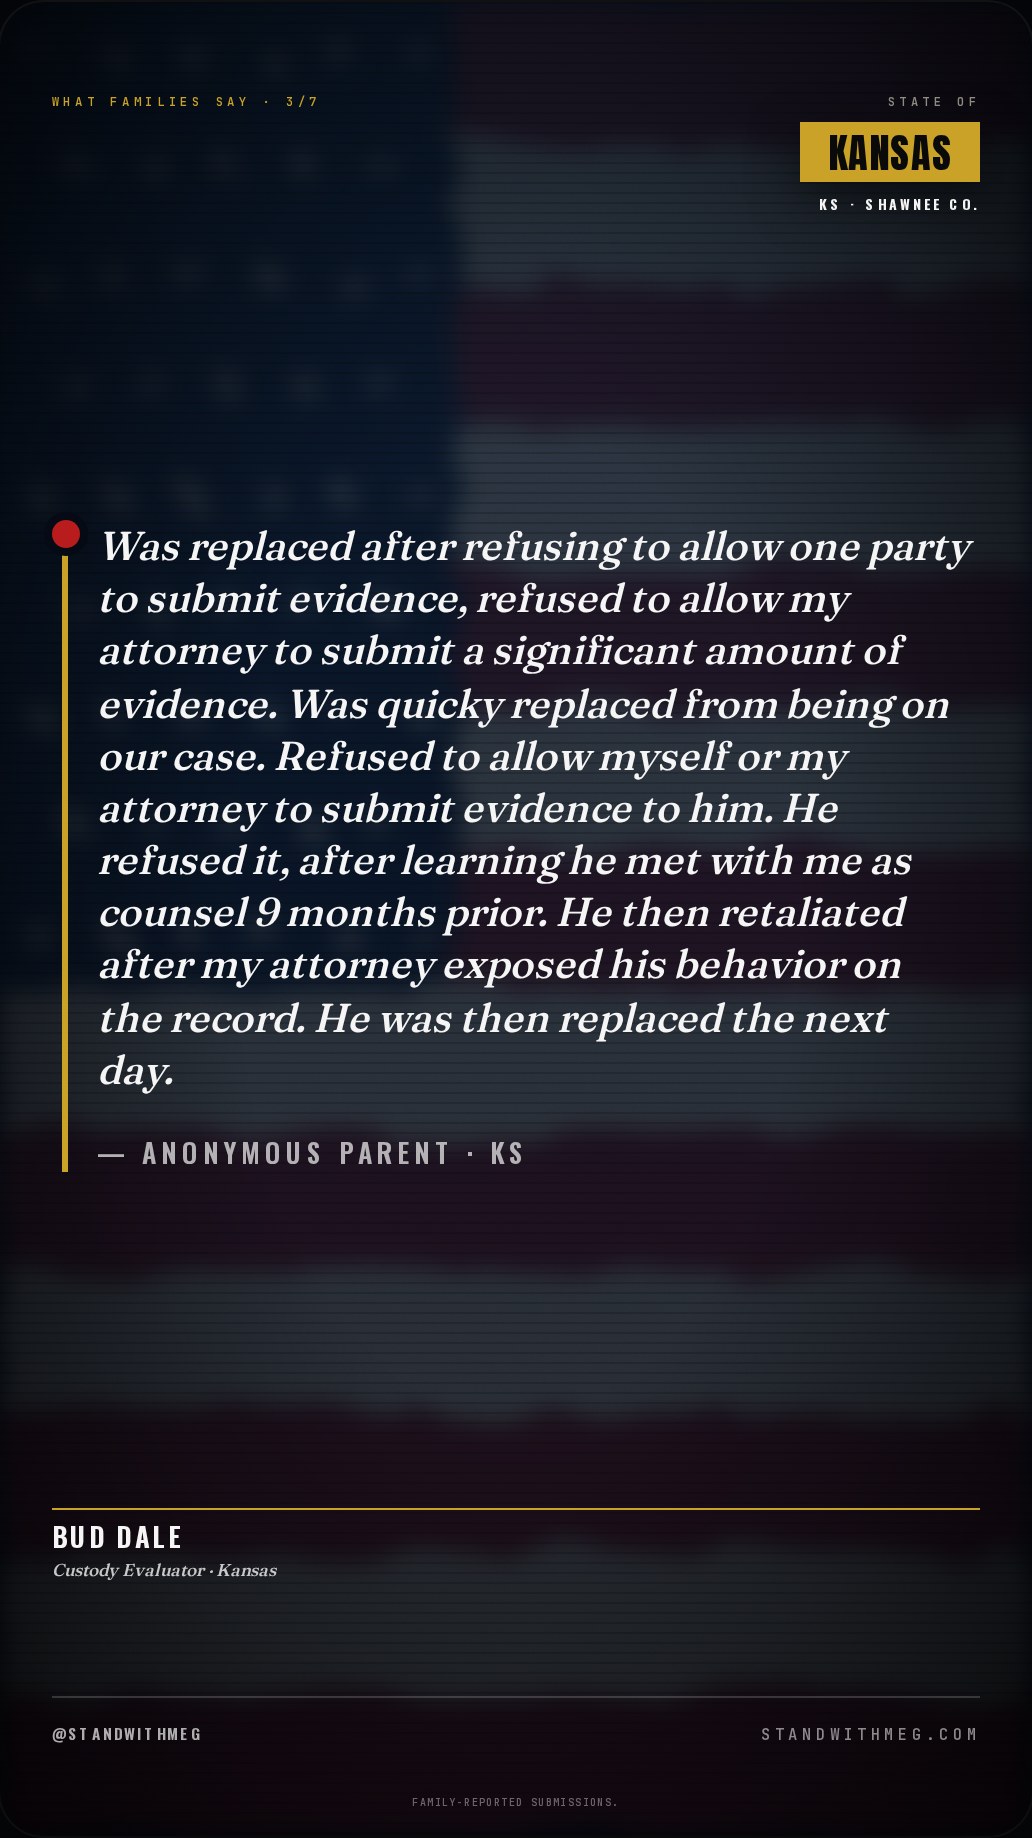 WHAT FAMILIES SAY · 3/7
STATE OF
KANSAS
KS · SHAWNEE CO.
Was replaced after refusing to allow one party
to submit evidence, refused to allow my
attorney to submit a significant amount of
evidence. Was quicky replaced from being on
our case. Refused to allow myself or my
attorney to submit evidence to him. He
refused it, after learning he met with me as
counsel 9 months prior. He then retaliated
after my attorney exposed his behavior on
the record. He was then replaced the next
day.
— ANONYMOUS PARENT · KS
BUD DALE
Custody Evaluator · Kansas
@STANDWITHMEG
STANDWITHMEG.COM
FAMILY-REPORTED SUBMISSIONS.